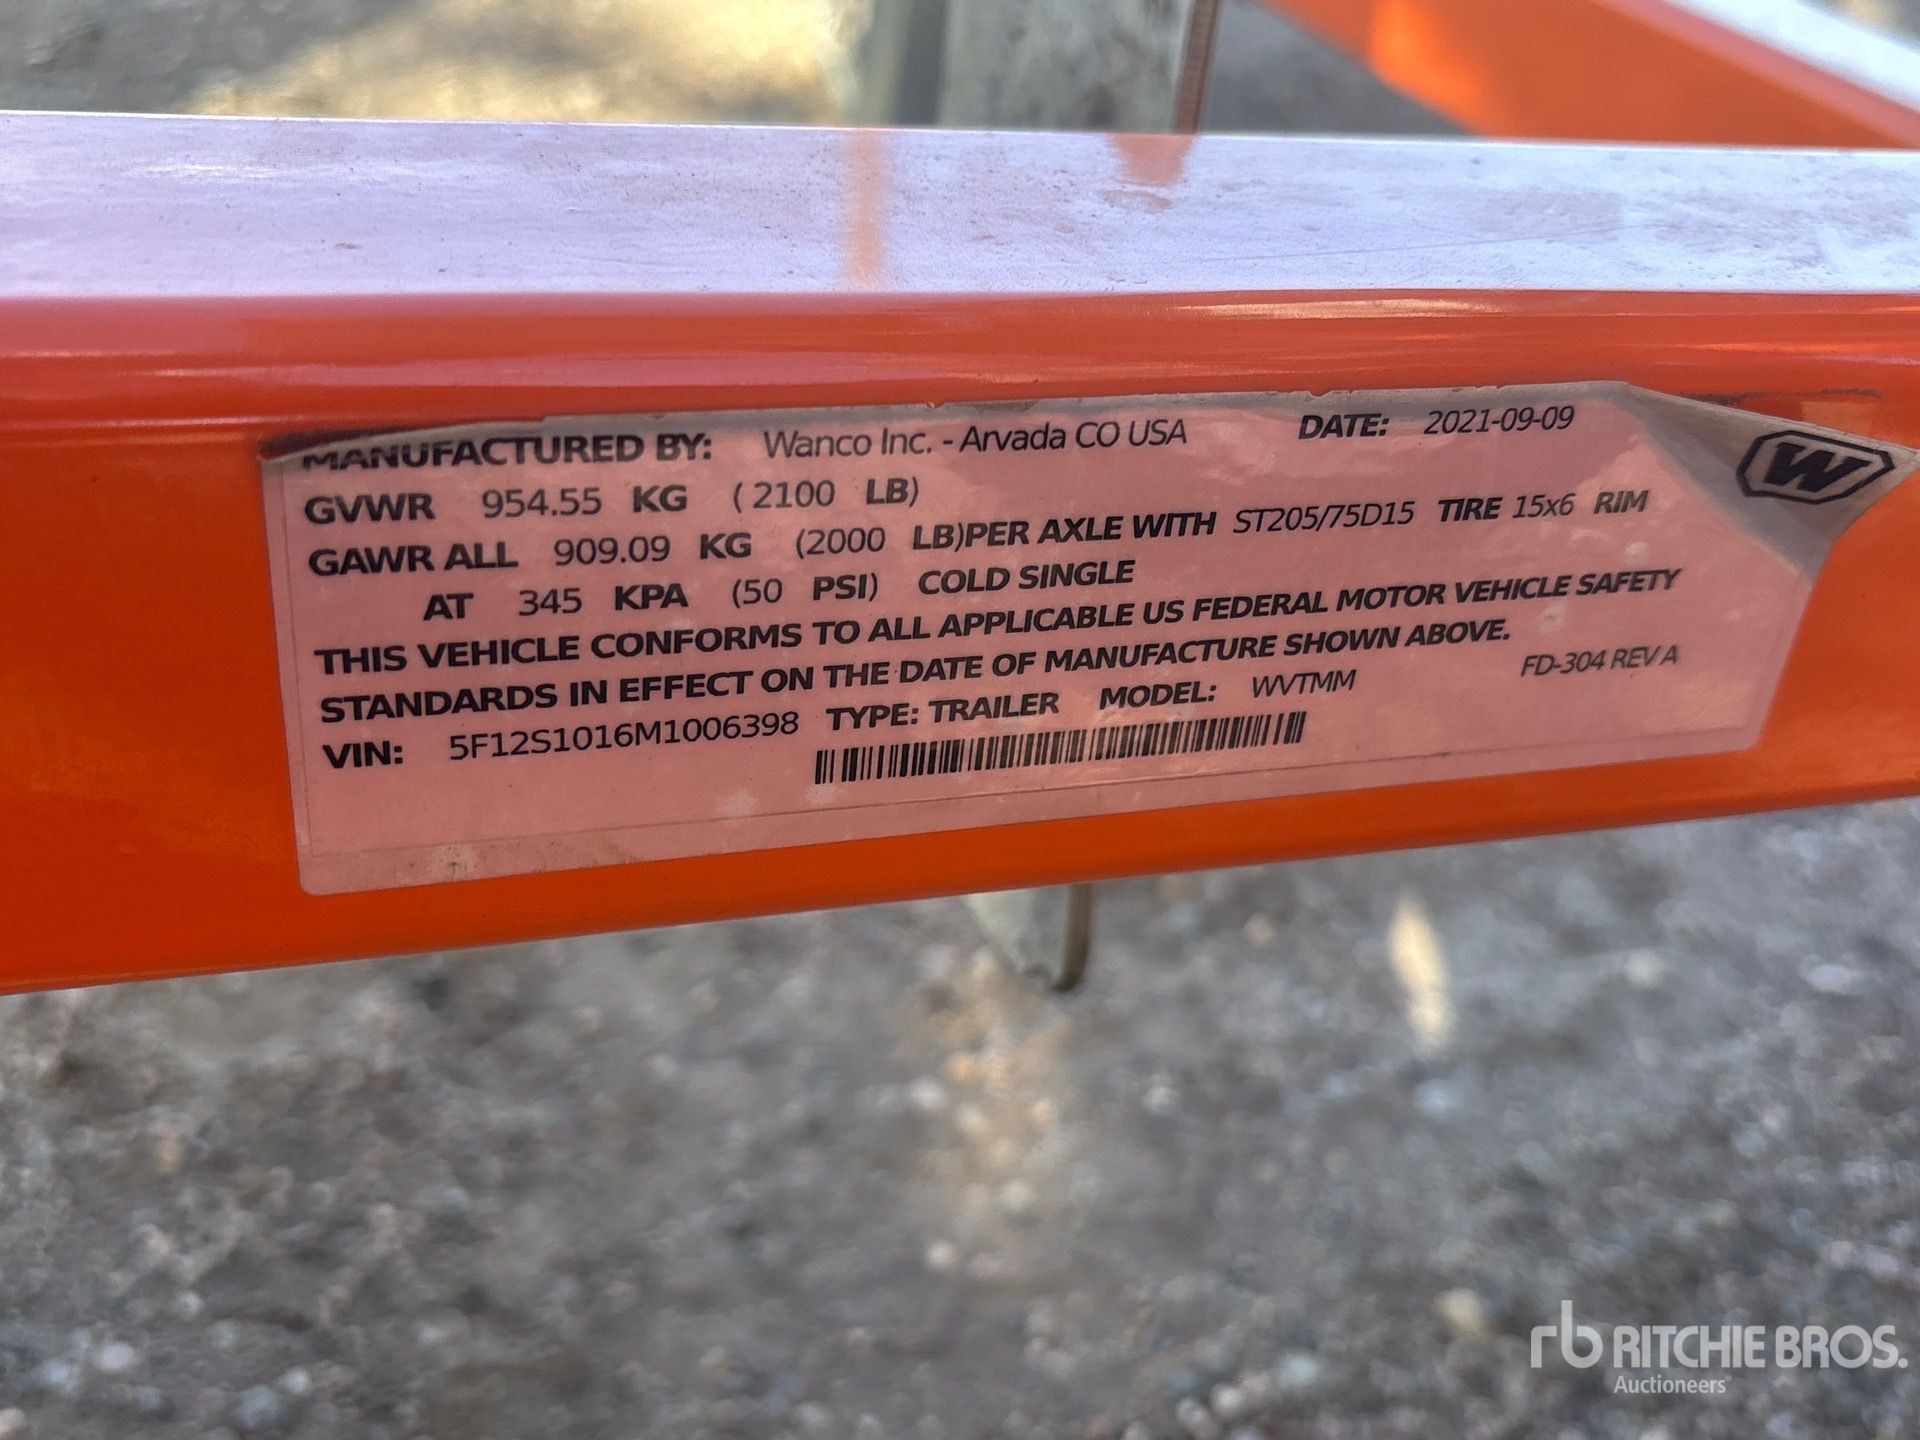 MANUFACTURED BY: Wanco Inc. - Arvada CO USA DATE: 2021-09-09
W
GVWR 954.55 KG (2100 LB)
GAWR ALL 909.09 KG (2000 LB)PER AXLE WITH ST205/75D15 TIRE 15x6 RIM
AT 345 KPA (50 PSI) COLD SINGLE
THIS VEHICLE CONFORMS TO ALL APPLICABLE US FEDERAL MOTOR VEHICLE SAFETY
STANDARDS IN EFFECT ON THE DATE OF MANUFACTURE SHOWN ABOVE.
VIN: 5F12S1016M1006398 TYPE: TRAILER MODEL: WVTMM FD-304 REV A
rb RITCHIE BROS.
Auctioneers